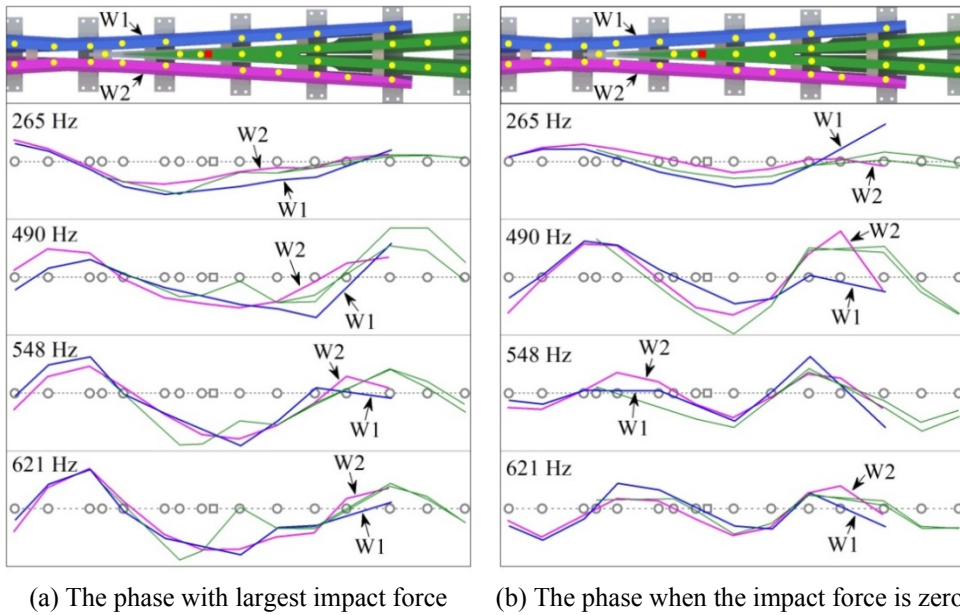 W1
W2
265 Hz
W2
W1
490 Hz
W2
W1
548 Hz
W2
W1
621 Hz
W2
W1
(a) The phase with largest impact force
W1
W2
265 Hz
W1
W2
490 Hz
W2
W1
548 Hz
W2
W1
621 Hz
W2
W1
(b) The phase when the impact force is zero